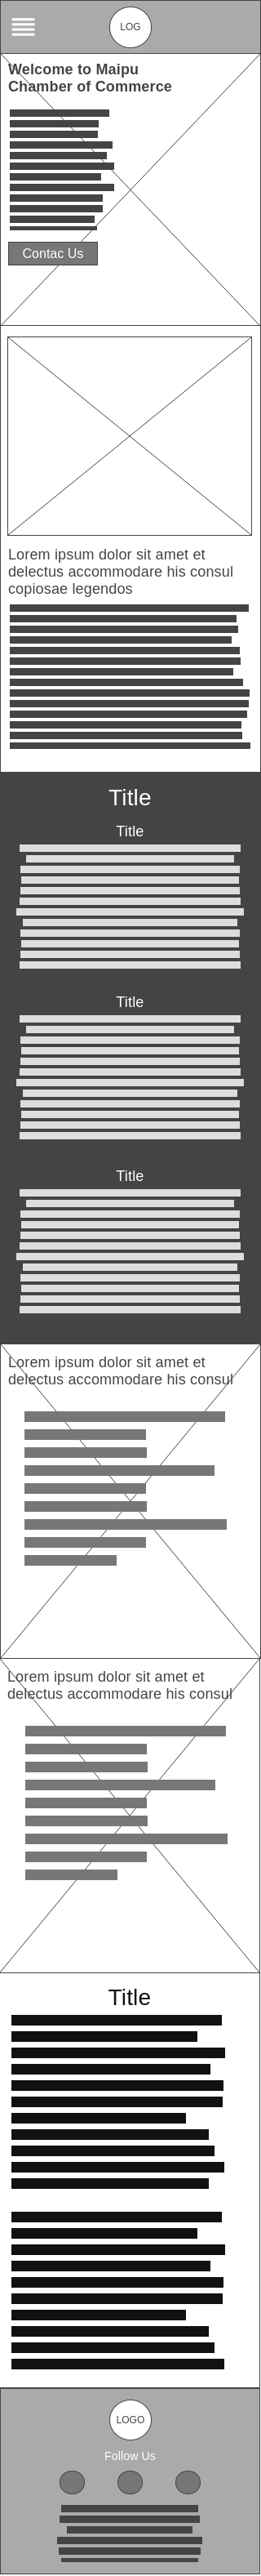 LOG
Welcome to Maipu
Chamber of Commerce
Contac Us
Lorem ipsum dolor sit amet et
delectus accommodare his consul
copiosae legendos
Title
Title
Title
Title
Lorem ipsum dolor sit amet et
delectus accommodare his consul
Lorem ipsum dolor sit amet et
delectus accommodare his consul
Title
LOGO
Follow Us